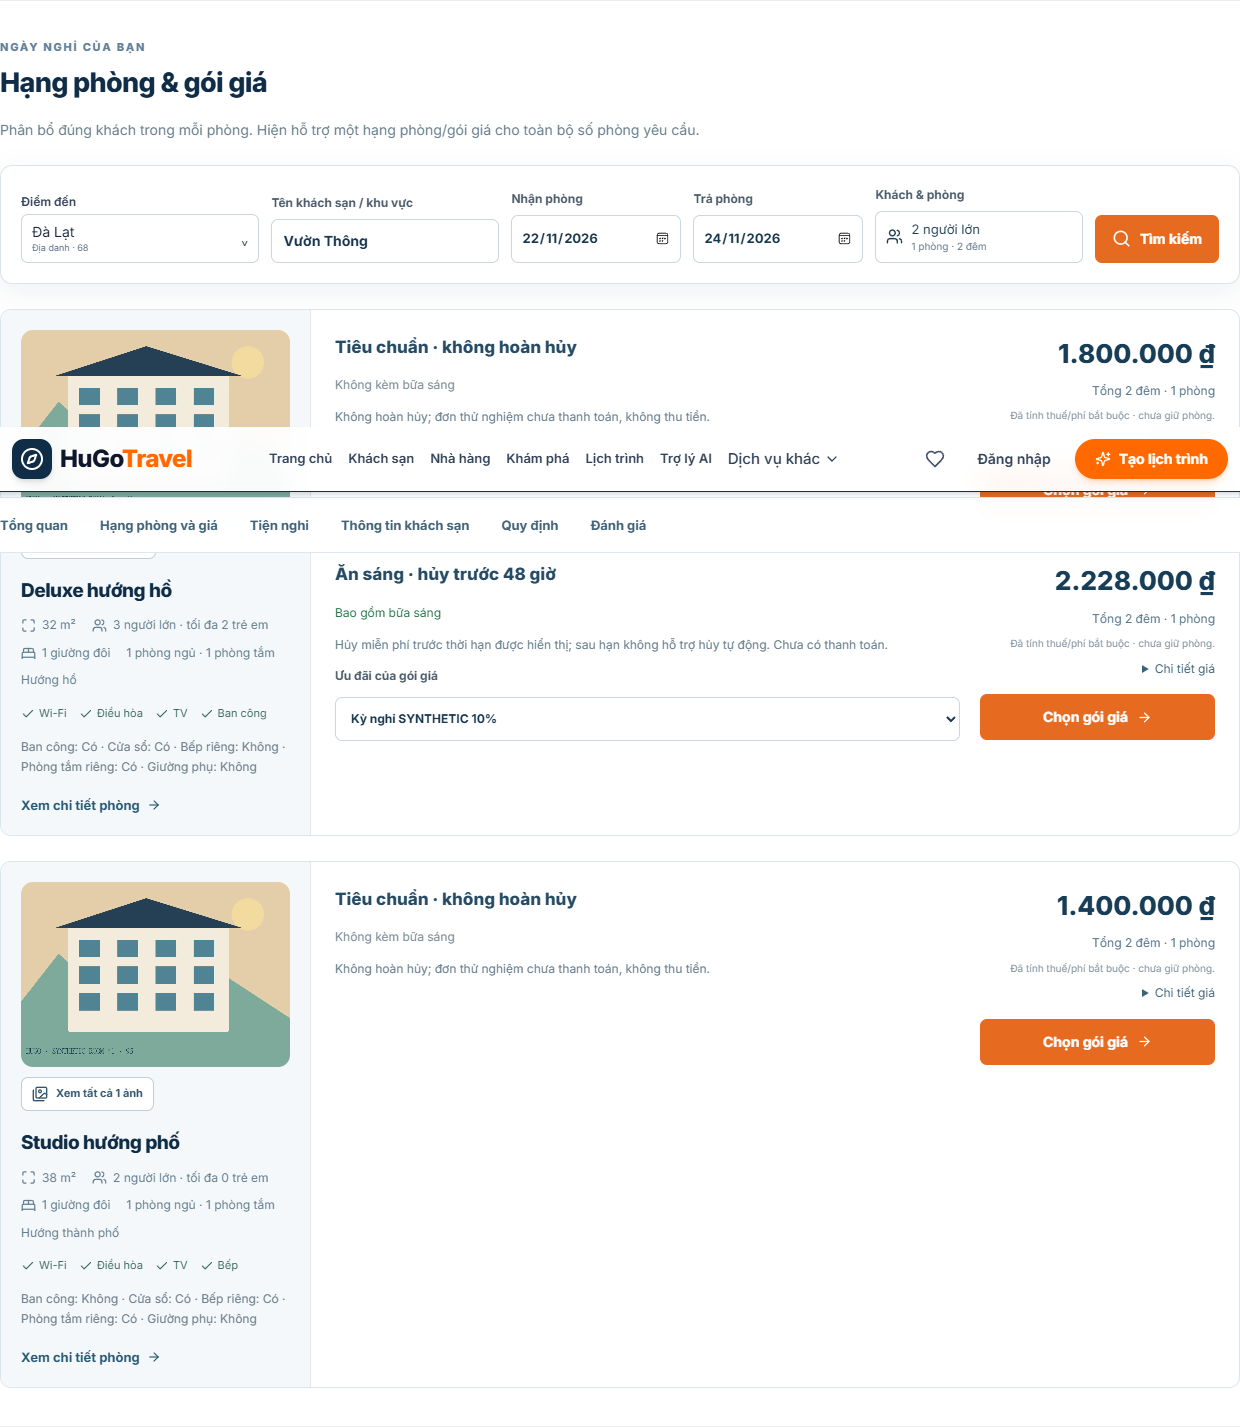 NGÀY NGHỈ CỦA BẠN
Hạng phòng & gói giá
Phân bổ đúng khách trong mỗi phòng. Hiện hỗ trợ một hạng phòng/gói giá cho toàn bộ số phòng yêu cầu.
Điểm đến
Đà Lạt
Địa danh · 68
v
Tên khách sạn / khu vực
Vườn Thông
Nhận phòng
22/11/2026
Trả phòng
24/11/2026
Khách & phòng
2 người lớn
1 phòng · 2 đêm
Tìm kiếm
Tiêu chuẩn · không hoàn hủy
Không kèm bữa sáng
Không hoàn hủy; đơn thử nghiệm chưa thanh toán, không thu tiền.
1.800.000 ₫
Tổng 2 đêm · 1 phòng
Đã tính thuế/phí bắt buộc · chưa giữ phòng.
HuGoTravel
Trang chủ
Khách sạn
Nhà hàng
Khám phá
Lịch trình
Trợ lý AI
Dịch vụ khác
Đăng nhập
Tạo lịch trình
Chọn gói giá
Tổng quan
Hạng phòng và giá
Tiện nghi
Thông tin khách sạn
Quy định
Đánh giá
Deluxe hướng hồ
32 m² 3 người lớn · tối đa 2 trẻ em
1 giường đôi 1 phòng ngủ · 1 phòng tắm
Hướng hồ
Wi-Fi Điều hòa TV Ban công
Ban công: Có · Cửa sổ: Có · Bếp riêng: Không ·
Phòng tắm riêng: Có · Giường phụ: Không
Xem chi tiết phòng
Ăn sáng · hủy trước 48 giờ
Bao gồm bữa sáng
Hủy miễn phí trước thời hạn được hiển thị; sau hạn không hỗ trợ hủy tự động. Chưa có thanh toán.
Ưu đãi của gói giá
Kỳ nghỉ SYNTHETIC 10%
2.228.000 ₫
Tổng 2 đêm · 1 phòng
Đã tính thuế/phí bắt buộc · chưa giữ phòng.
Chi tiết giá
Chọn gói giá
HUGO · SYNTHETIC ROOM
Xem tất cả 1 ảnh
Studio hướng phố
38 m² 2 người lớn · tối đa 0 trẻ em
1 giường đôi 1 phòng ngủ · 1 phòng tắm
Hướng thành phố
Wi-Fi Điều hòa TV Bếp
Ban công: Không · Cửa sổ: Có · Bếp riêng: Có ·
Phòng tắm riêng: Có · Giường phụ: Không
Xem chi tiết phòng
Tiêu chuẩn · không hoàn hủy
Không kèm bữa sáng
Không hoàn hủy; đơn thử nghiệm chưa thanh toán, không thu tiền.
1.400.000 ₫
Tổng 2 đêm · 1 phòng
Đã tính thuế/phí bắt buộc · chưa giữ phòng.
Chi tiết giá
Chọn gói giá